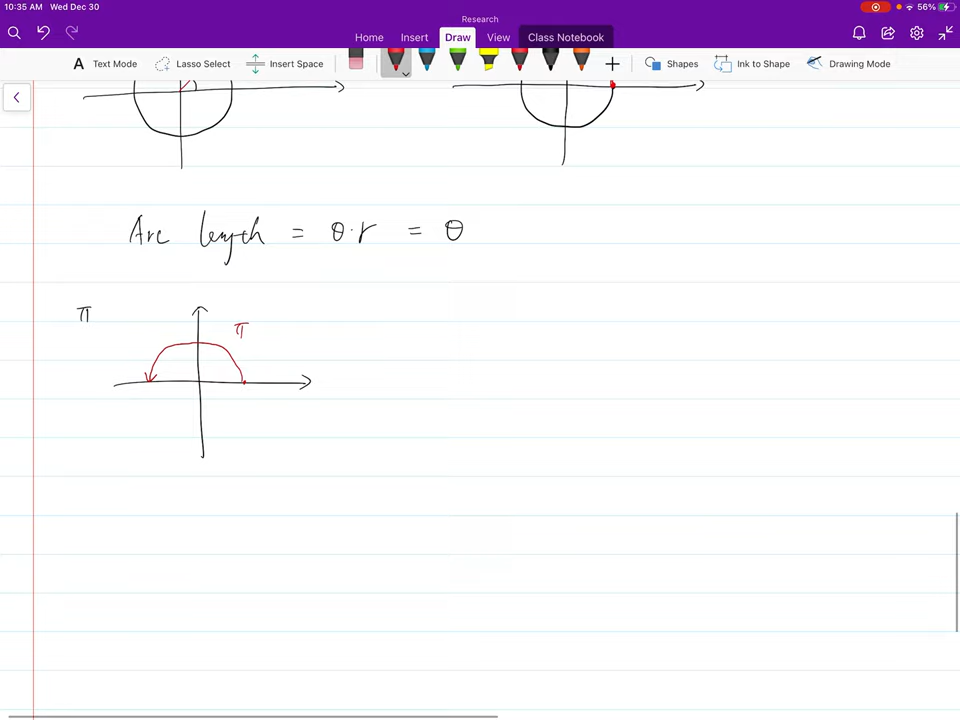 10:35 AM Wed Dec 30
56%
Research
Home Insert Draw View Class Notebook
Text Mode Lasso Select Insert Space Shapes Ink to Shape Drawing Mode
Arc length = θ·r = θ
π
π